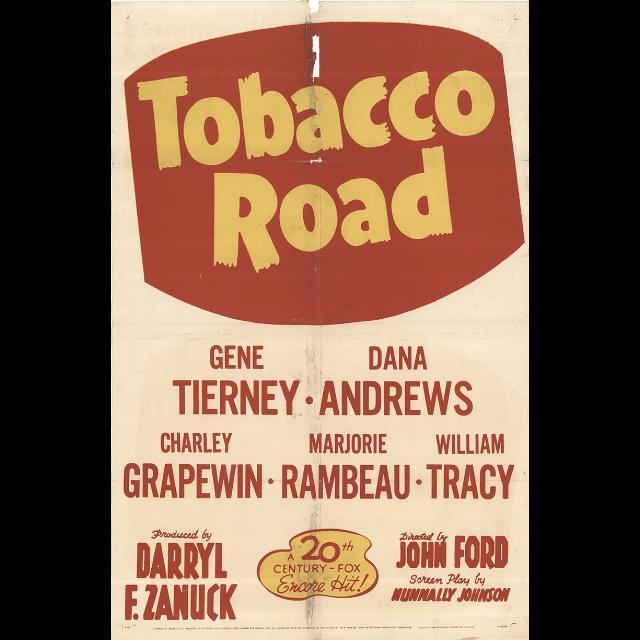 Tobacco
Road
GENE DANA
TIERNEY · ANDREWS
CHARLEY MARJORIE WILLIAM
GRAPEWIN · RAMBEAU · TRACY
Produced by
DARRYL
F. ZANUCK
A 20th
CENTURY-FOX
Encore Hit!
Directed by
JOHN FORD
Screen Play by
NUNNALLY JOHNSON